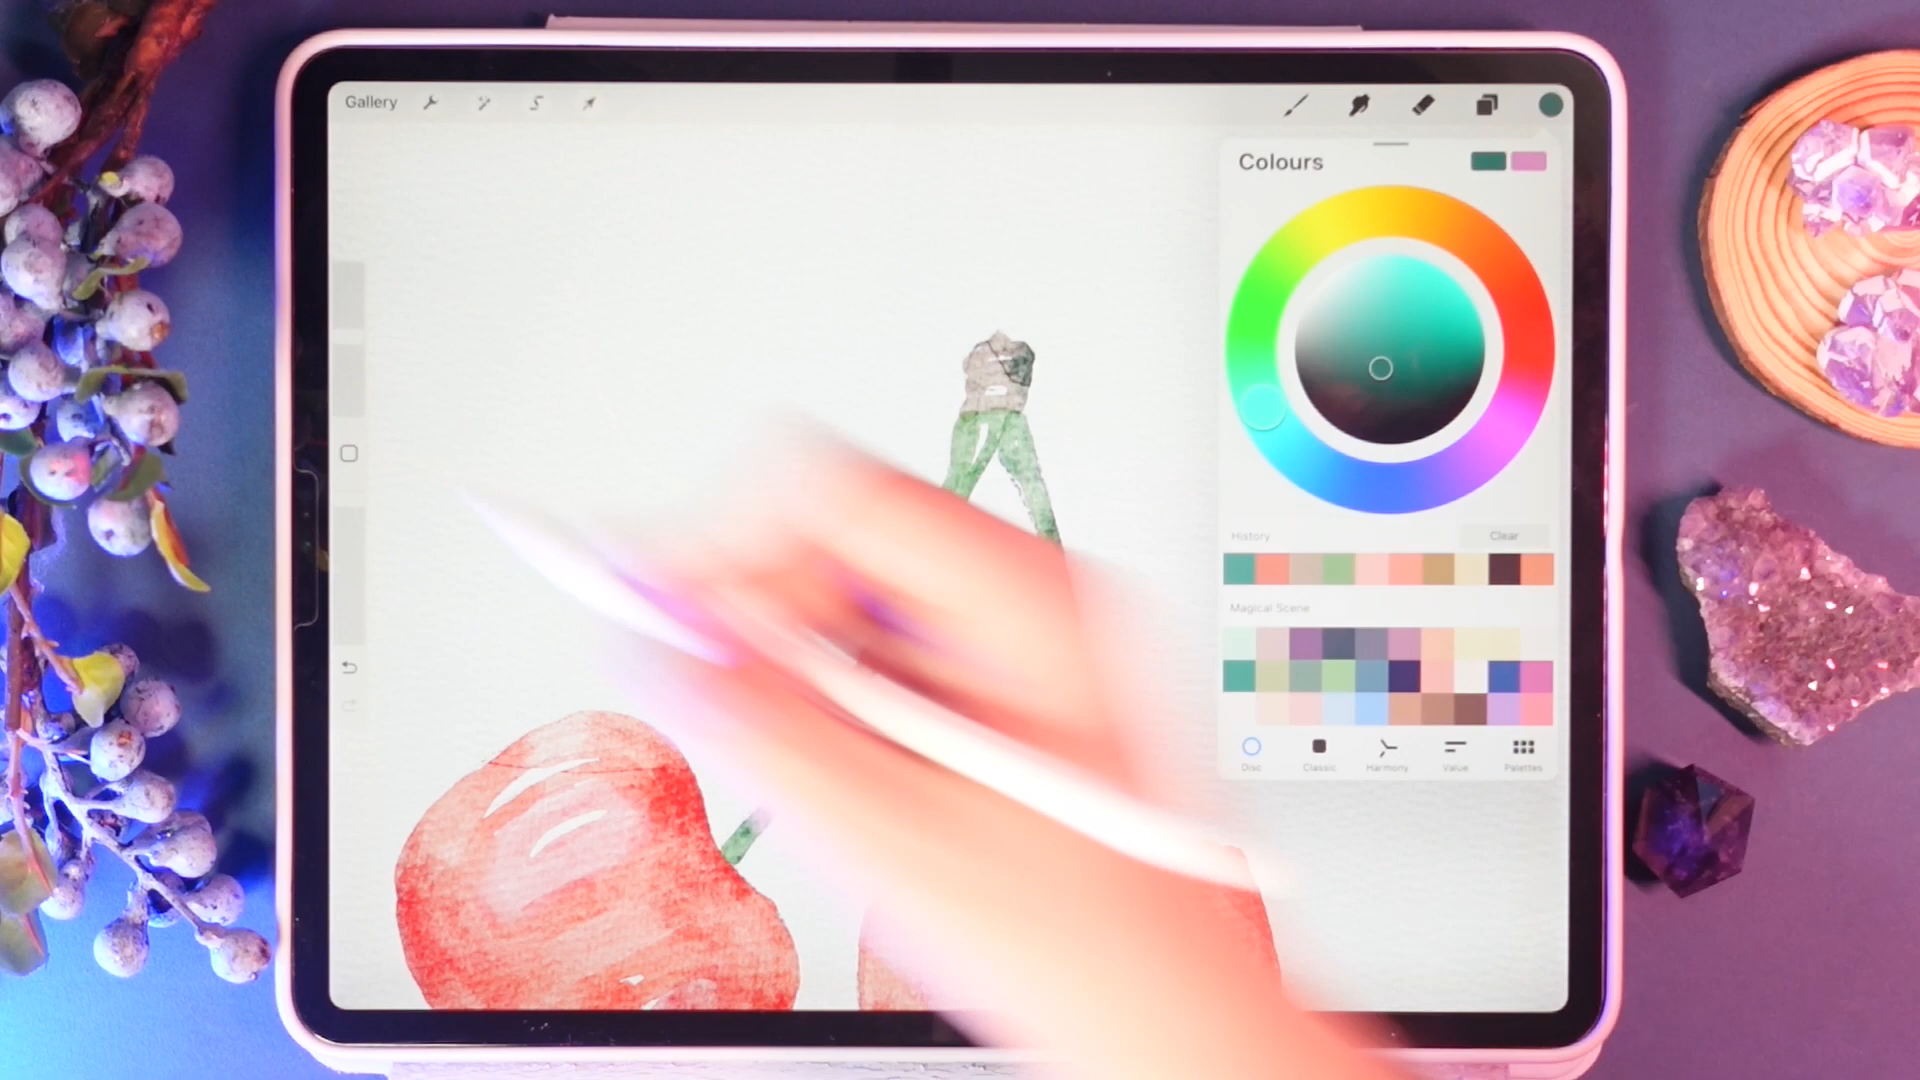 Gallery
Colours
History Clear
Magical Scene
Disc Classic Harmony Value Palettes